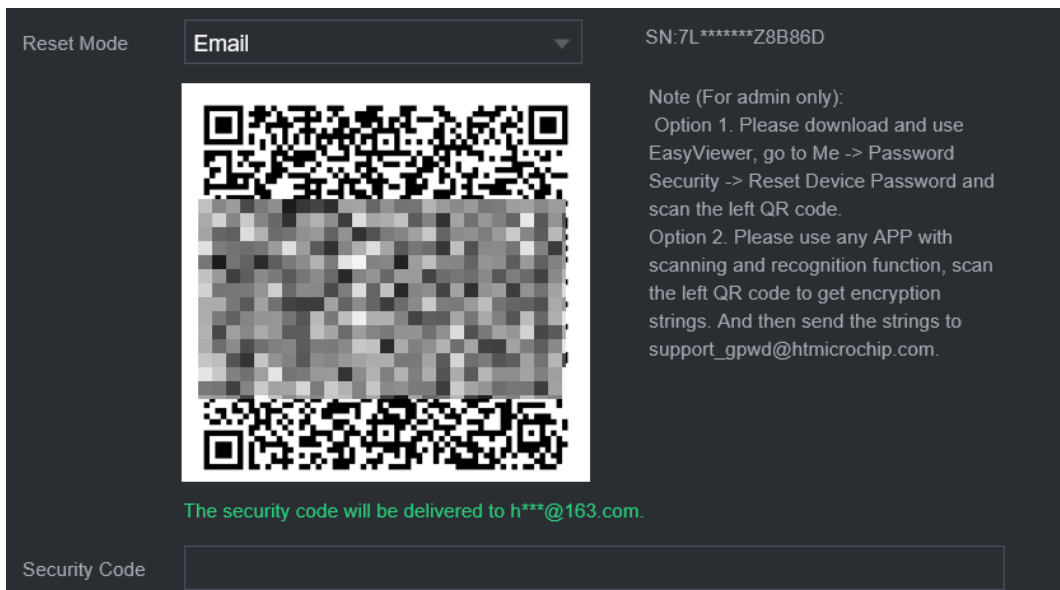 Reset Mode
Email
SN:7L*******Z8B86D
Note (For admin only):
Option 1. Please download and use
EasyViewer, go to Me -> Password
Security -> Reset Device Password and
scan the left QR code.
Option 2. Please use any APP with
scanning and recognition function, scan
the left QR code to get encryption
strings. And then send the strings to
support_gpwd@htmicrochip.com.
The security code will be delivered to h***@163.com.
Security Code